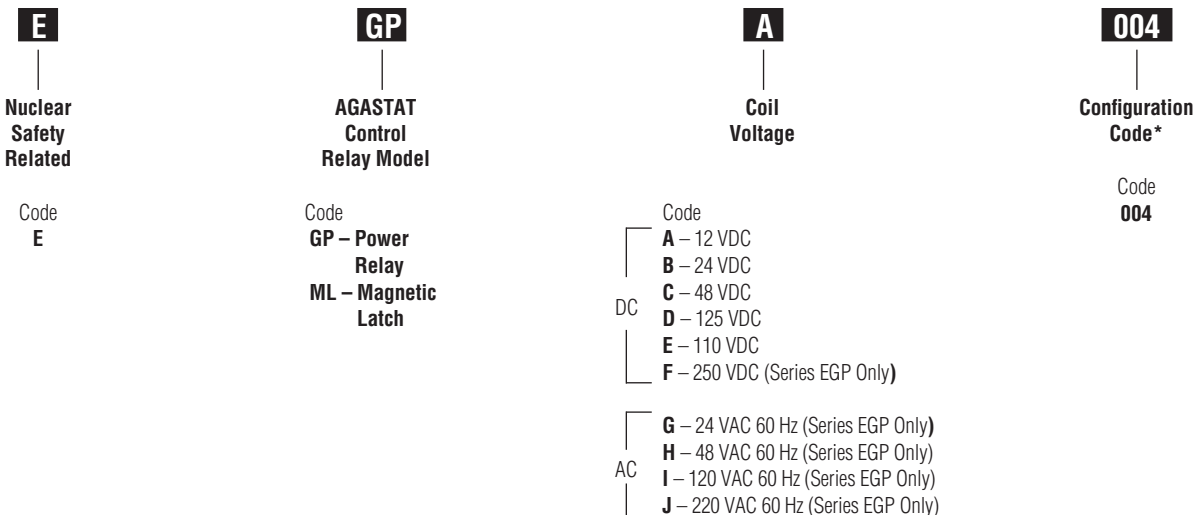 E
GP
A
004
Nuclear
Safety
Related
AGASTAT
Control
Relay Model
Coil
Voltage
Configuration
Code*
Code
E
Code
GP – Power
Relay
ML – Magnetic
Latch
Code
DC
A – 12 VDC
B – 24 VDC
C – 48 VDC
D – 125 VDC
E – 110 VDC
F – 250 VDC (Series EGP Only)
AC
G – 24 VAC 60 Hz (Series EGP Only)
H – 48 VAC 60 Hz (Series EGP Only)
I – 120 VAC 60 Hz (Series EGP Only)
J – 220 VAC 60 Hz (Series EGP Only)
Code
004